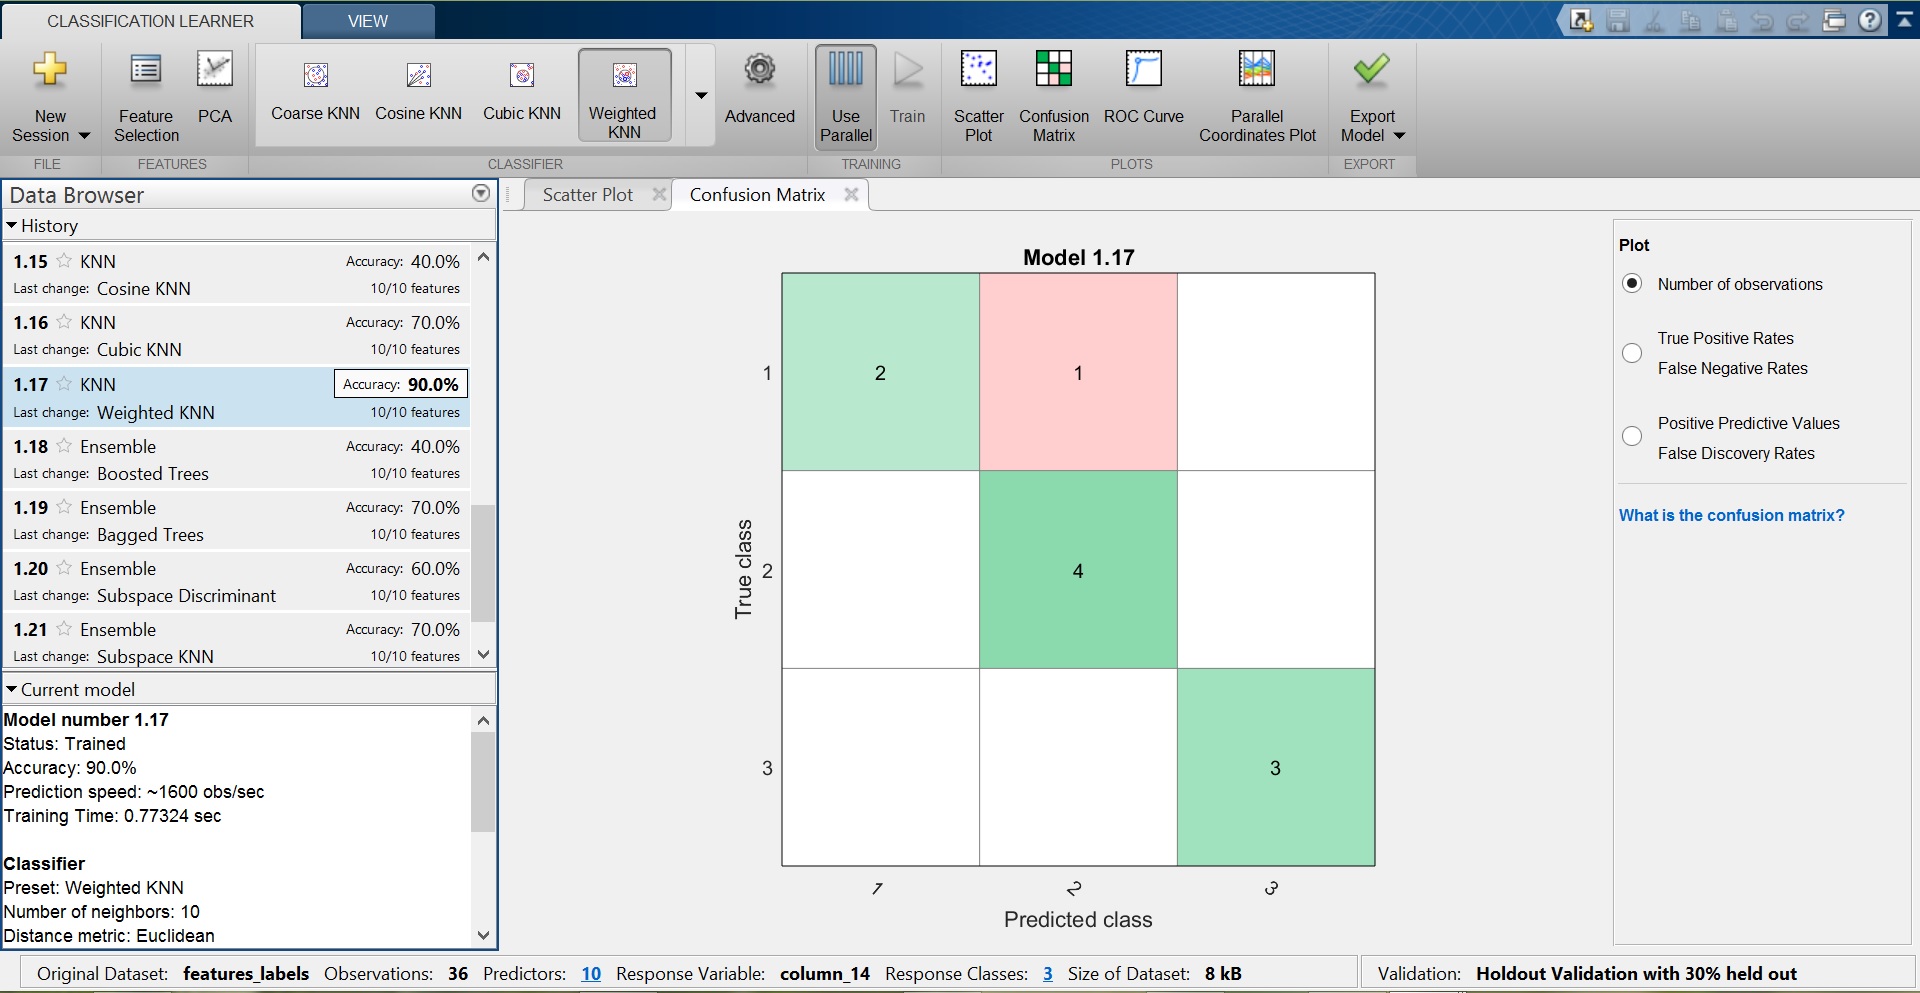 CLASSIFICATION LEARNER
VIEW
New Session
Feature Selection
PCA
Coarse KNN
Cosine KNN
Cubic KNN
Weighted KNN
Advanced
Use Parallel
Train
Scatter Plot
Confusion Matrix
ROC Curve
Parallel Coordinates Plot
Export Model
FILE
FEATURES
CLASSIFIER
TRAINING
PLOTS
EXPORT
Data Browser
History
1.15 KNN Accuracy: 40.0%
Last change: Cosine KNN 10/10 features
1.16 KNN Accuracy: 70.0%
Last change: Cubic KNN 10/10 features
1.17 KNN Accuracy: 90.0%
Last change: Weighted KNN 10/10 features
1.18 Ensemble Accuracy: 40.0%
Last change: Boosted Trees 10/10 features
1.19 Ensemble Accuracy: 70.0%
Last change: Bagged Trees 10/10 features
1.20 Ensemble Accuracy: 60.0%
Last change: Subspace Discriminant 10/10 features
1.21 Ensemble Accuracy: 70.0%
Last change: Subspace KNN 10/10 features
Current model
Model number 1.17
Status: Trained
Accuracy: 90.0%
Prediction speed: ~1600 obs/sec
Training Time: 0.77324 sec
Classifier
Preset: Weighted KNN
Number of neighbors: 10
Distance metric: Euclidean
Scatter Plot
Confusion Matrix
Model 1.17
1 2 1
2 4
3 3
True class
1 2 3
Predicted class
Plot
Number of observations
True Positive Rates
False Negative Rates
Positive Predictive Values
False Discovery Rates
What is the confusion matrix?
Original Dataset: features_labels Observations: 36 Predictors: 10 Response Variable: column_14 Response Classes: 3 Size of Dataset: 8 kB
Validation: Holdout Validation with 30% held out